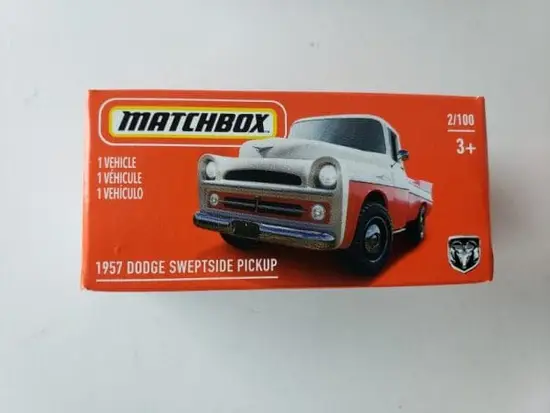 MATCHBOX
2/100
3+
1 VEHICLE
1 VÉHICULE
1 VEHÍCULO
1957 DODGE SWEPTSIDE PICKUP